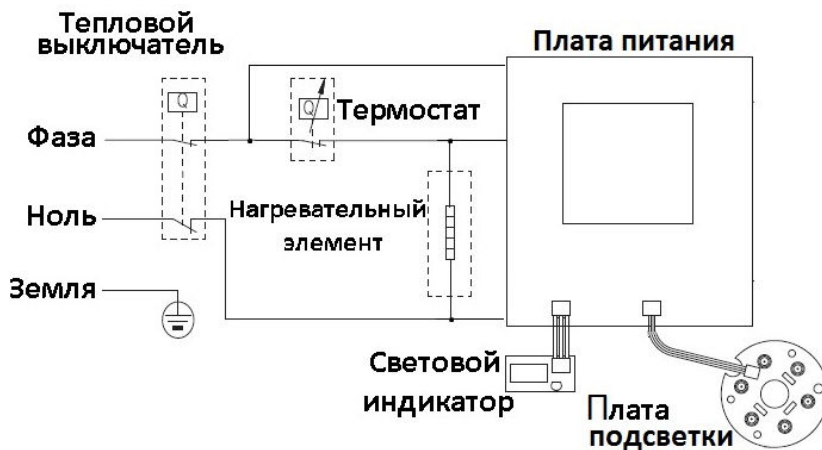 Тепловой
выключатель
Плата питания
Q
Q
Термостат
Фаза
Ноль
Нагревательный
элемент
Земля
Световой
индикатор
Плата
подсветки